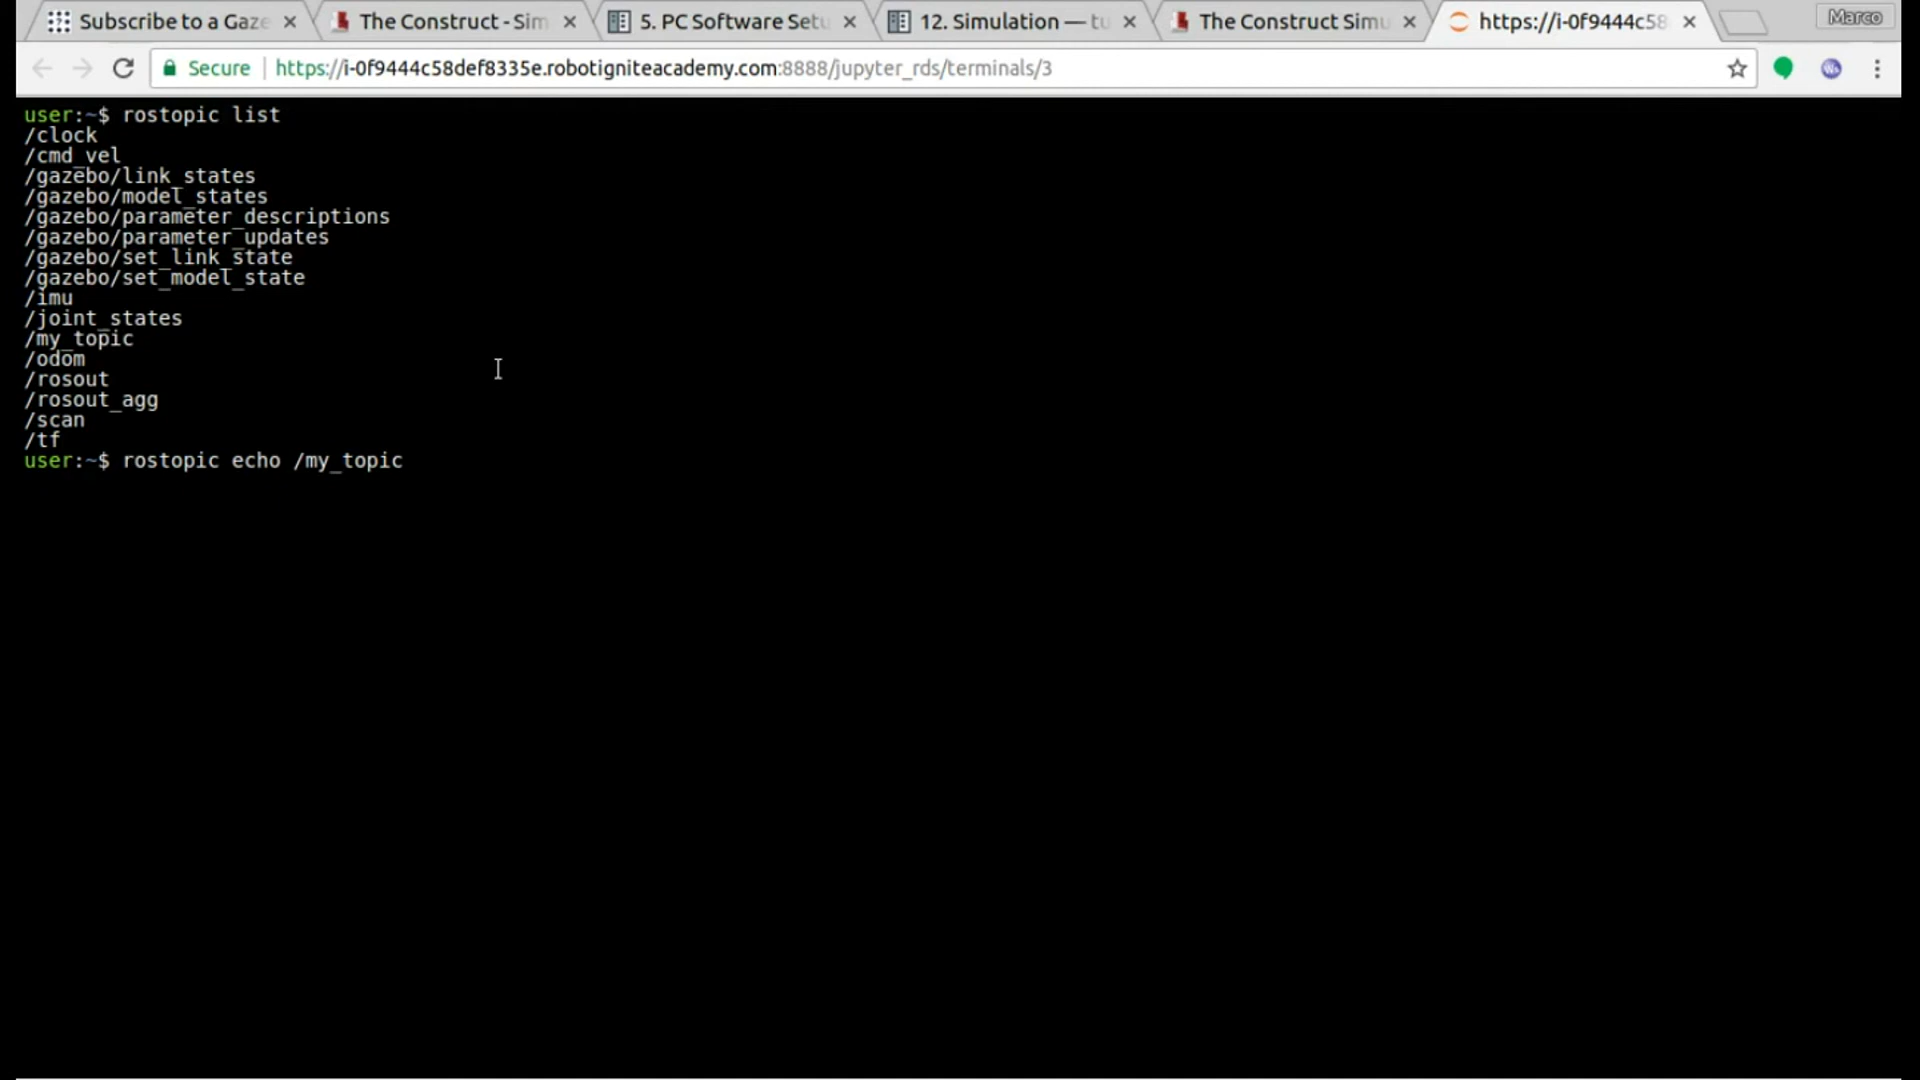 Subscribe to a Gaze
The Construct - Sim
5. PC Software Setu
12. Simulation — tu
The Construct Simu
https://i-0f9444c58
Marco
Secure
https://i-0f9444c58def8335e.robotigniteacademy.com:8888/jupyter_rds/terminals/3
user:~$ rostopic list
/clock
/cmd_vel
/gazebo/link_states
/gazebo/model_states
/gazebo/parameter_descriptions
/gazebo/parameter_updates
/gazebo/set_link_state
/gazebo/set_model_state
/imu
/joint_states
/my_topic
/odom
/rosout
/rosout_agg
/scan
/tf
user:~$ rostopic echo /my_topic